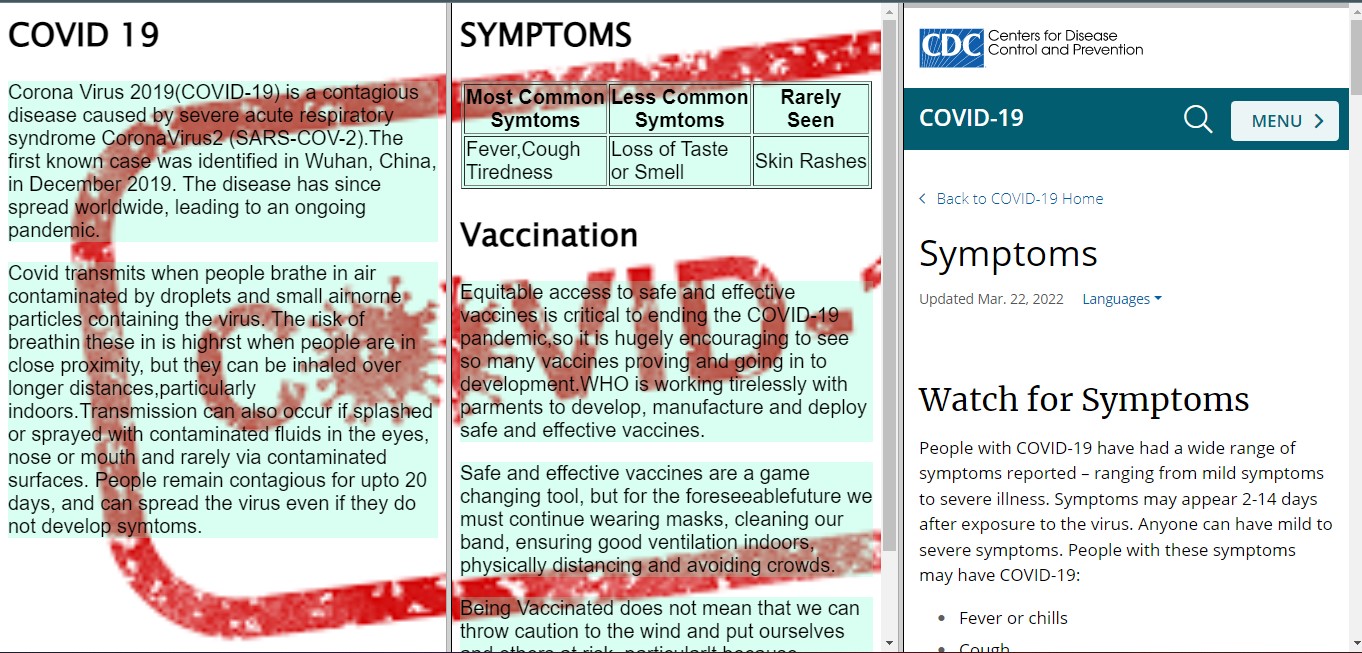 COVID 19
Corona Virus 2019(COVID-19) is a contagious
disease caused by severe acute respiratory
syndrome CoronaVirus2 (SARS-COV-2).The
first known case was identified in Wuhan, China,
in December 2019. The disease has since
spread worldwide, leading to an ongoing
pandemic.
Covid transmits when people brathe in air
contaminated by droplets and small airnorne
particles containing the virus. The risk of
breathin these in is highrst when people are in
close proximity, but they can be inhaled over
longer distances,particularly
indoors.Transmission can also occur if splashed
or sprayed with contaminated fluids in the eyes,
nose or mouth and rarely via contaminated
surfaces. People remain contagious for upto 20
days, and can spread the virus even if they do
not develop symtoms.
SYMPTOMS
Most Common Less Common Rarely
Symtoms Symtoms Seen
Fever,Cough Loss of Taste
Tiredness or Smell Skin Rashes
Vaccination
Equitable access to safe and effective
vaccines is critical to ending the COVID-19
pandemic,so it is hugely encouraging to see
so many vaccines proving and going in to
development.WHO is working tirelessly with
parments to develop, manufacture and deploy
safe and effective vaccines.
Safe and effective vaccines are a game
changing tool, but for the foreseeablefuture we
must continue wearing masks, cleaning our
band, ensuring good ventilation indoors,
physically distancing and avoiding crowds.
Being Vaccinated does not mean that we can
throw caution to the wind and put ourselves
and others at risk, particularlt because
COVID-1
CDC Centers for Disease
Control and Prevention
COVID-19 MENU
Back to COVID-19 Home
Symptoms
Updated Mar. 22, 2022 Languages
Watch for Symptoms
People with COVID-19 have had a wide range of
symptoms reported – ranging from mild symptoms
to severe illness. Symptoms may appear 2-14 days
after exposure to the virus. Anyone can have mild to
severe symptoms. People with these symptoms
may have COVID-19:
• Fever or chills
• Cough